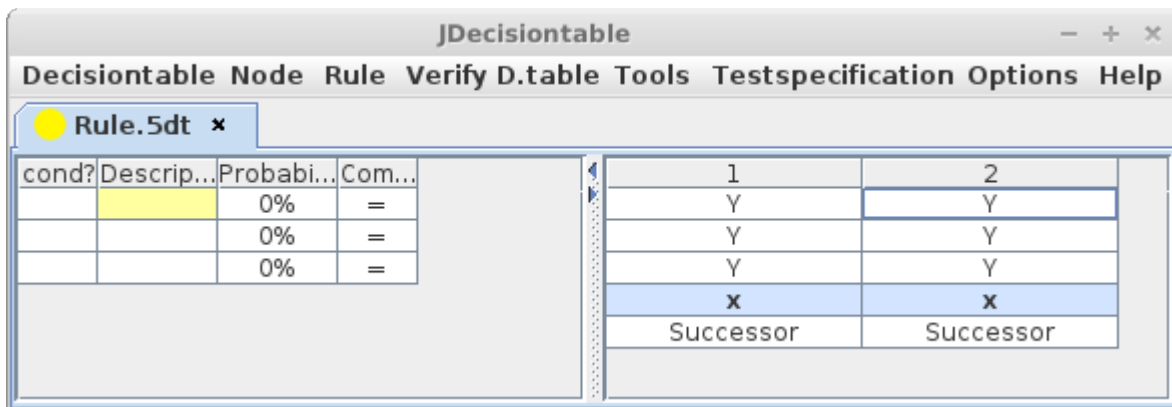 JDecisiontable
Decisiontable Node Rule Verify D.table Tools Testspecification Options Help
Rule.5dt
cond? Descrip... Probabi... Com... 1 2
0% = Y Y
0% = Y Y
0% = Y Y
x x
Successor Successor